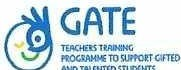 GATE
TEACHERS TRAINING
PROGRAMME TO SUPPORT GIFTED
AND TALENTED STUDENTS